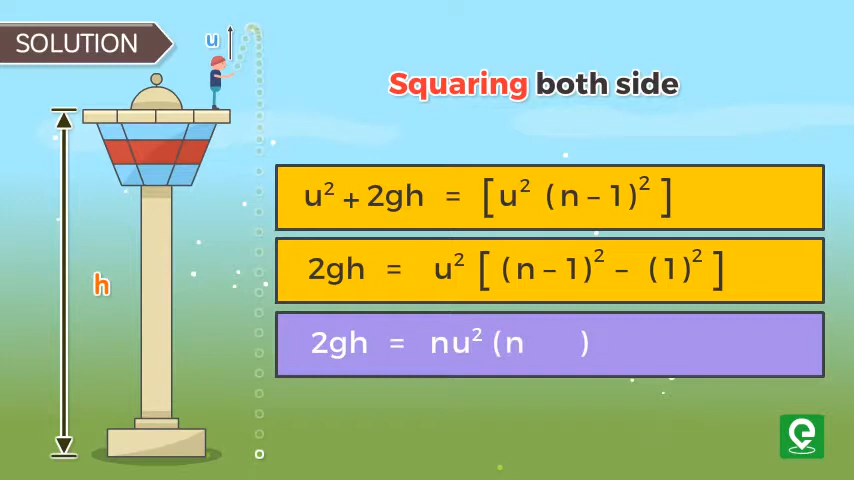 SOLUTION
u
Squaring both side
u² + 2gh = [u² (n – 1)²]
2gh = u² [(n – 1)² – (1)²]
h
2gh = nu² (n )